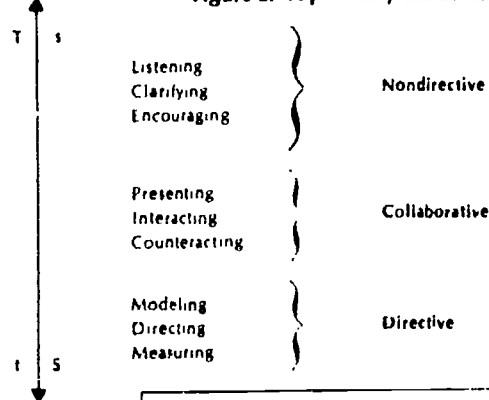 T s
Listening
Clarifying
Encouraging
Nondirective
Presenting
Interacting
Counteracting
Collaborative
Modeling
Directing
Measuring
Directive
t S